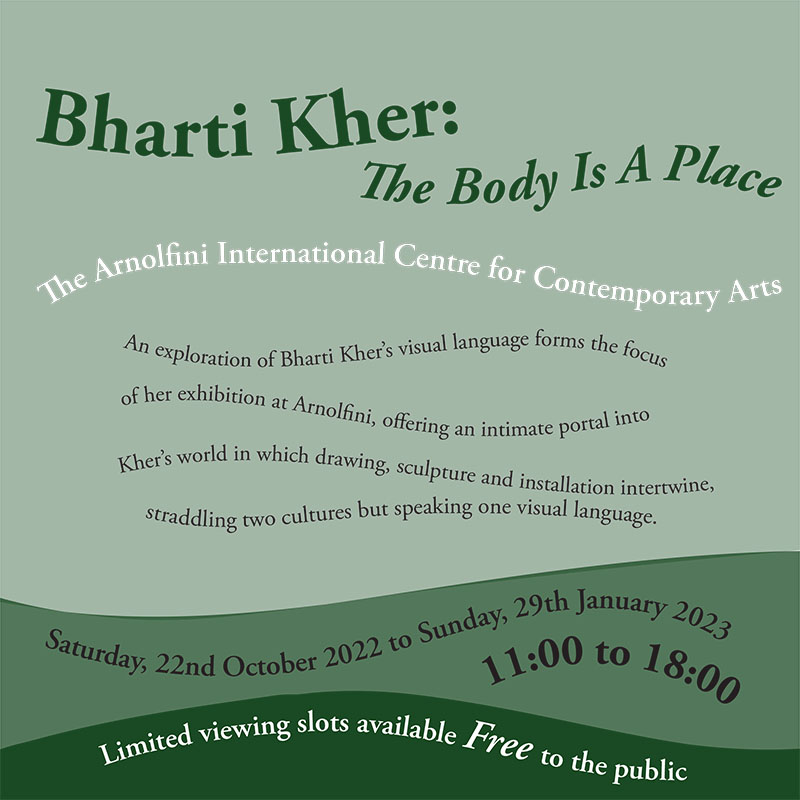 Bharti Kher:
The Body Is A Place
The Arnolfini International Centre for Contemporary Arts
An exploration of Bharti Kher's visual language forms the focus
of her exhibition at Arnolfini, offering an intimate portal into
Kher's world in which drawing, sculpture and installation intertwine,
straddling two cultures but speaking one visual language.
Saturday, 22nd October 2022 to Sunday, 29th January 2023
11:00 to 18:00
Limited viewing slots available Free to the public